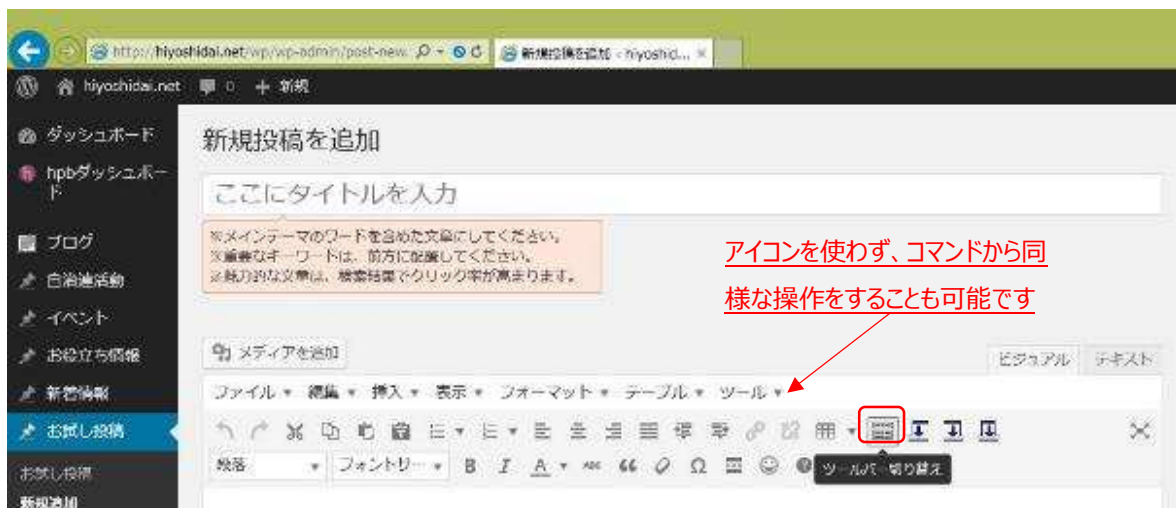 http://hiyoshidai.net/wp/wp-admin/post-new.
新規投稿を追加 ‹ hiyoshid...
hiyoshidai.net 0 + 新規
ダッシュボード
hpbダッシュボー
ド
ブログ
自治連活動
イベント
お役立ち情報
新着情報
お試し投稿
お試し投稿
新規追加
新規投稿を追加
ここにタイトルを入力
※メインテーマのワードを含めた文章にしてください。
※重要なキーワードは、前方に配置してください。
※魅力的な文章は、検索結果でクリック率が高まります。
アイコンを使わず、コマンドから同
様な操作をすることも可能です
メディアを追加
ビジュアル テキスト
ファイル 編集 挿入 表示 フォーマット テーブル ツール
段落 フォントサ… B I A ABC
ツールバー切り替え